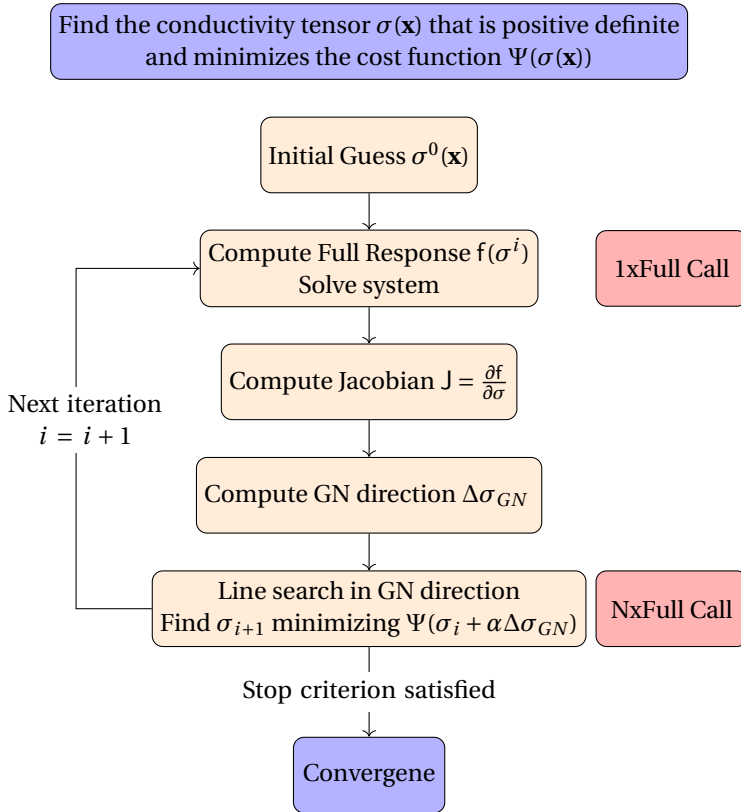 Find the conductivity tensor σ(𝐱) that is positive definite
and minimizes the cost function Ψ(σ(𝐱))
Initial Guess σ⁰(𝐱)
Compute Full Response f(σⁱ)
Solve system
1xFull Call
Compute Jacobian J = ∂f/∂σ
Next iteration
i = i + 1
Compute GN direction Δσ_GN
Line search in GN direction
Find σ_{i+1} minimizing Ψ(σ_i + αΔσ_GN)
NxFull Call
Stop criterion satisfied
Convergene